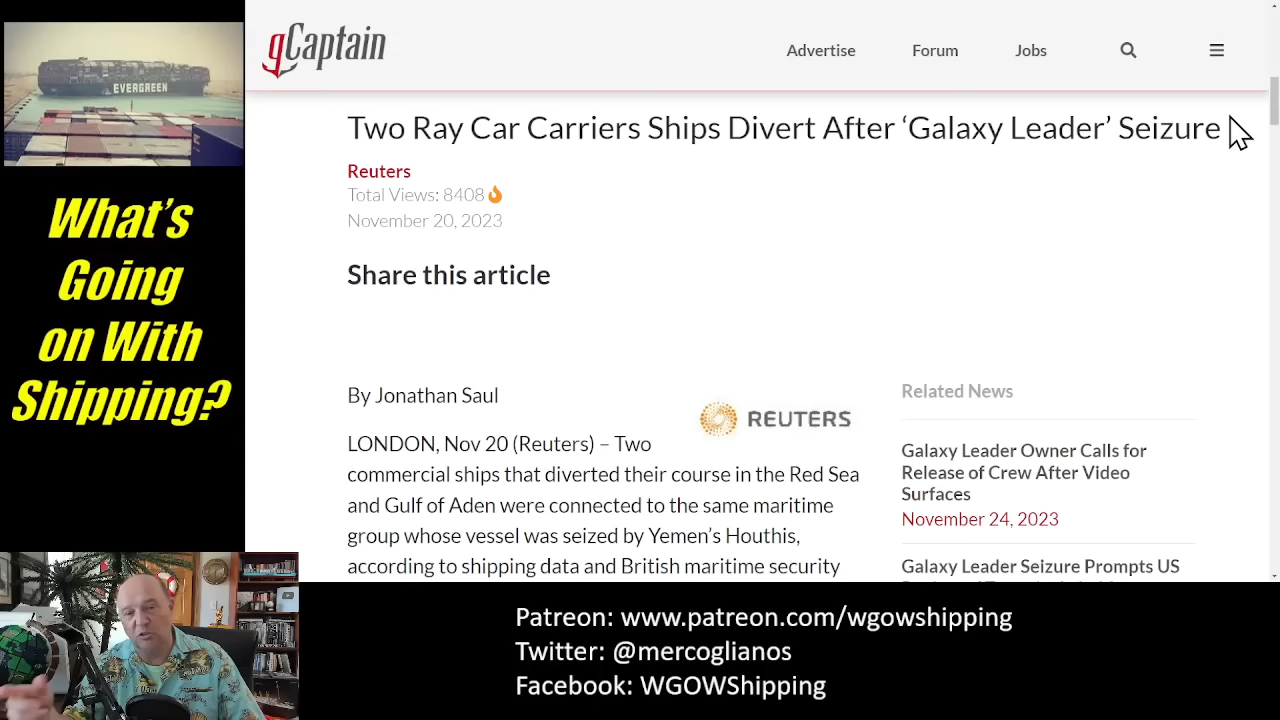 gCaptain
Advertise
Forum
Jobs
Two Ray Car Carriers Ships Divert After ‘Galaxy Leader’ Seizure
Reuters
Total Views: 8408
November 20, 2023
Share this article
By Jonathan Saul
REUTERS
LONDON, Nov 20 (Reuters) – Two
commercial ships that diverted their course in the Red Sea
and Gulf of Aden were connected to the same maritime
group whose vessel was seized by Yemen’s Houthis,
according to shipping data and British maritime security
Related News
Galaxy Leader Owner Calls for
Release of Crew After Video
Surfaces
November 24, 2023
Galaxy Leader Seizure Prompts US
EVERGREEN
What’s
Going
on With
Shipping?
Patreon: www.patreon.com/wgowshipping
Twitter: @mercoglianos
Facebook: WGOWShipping